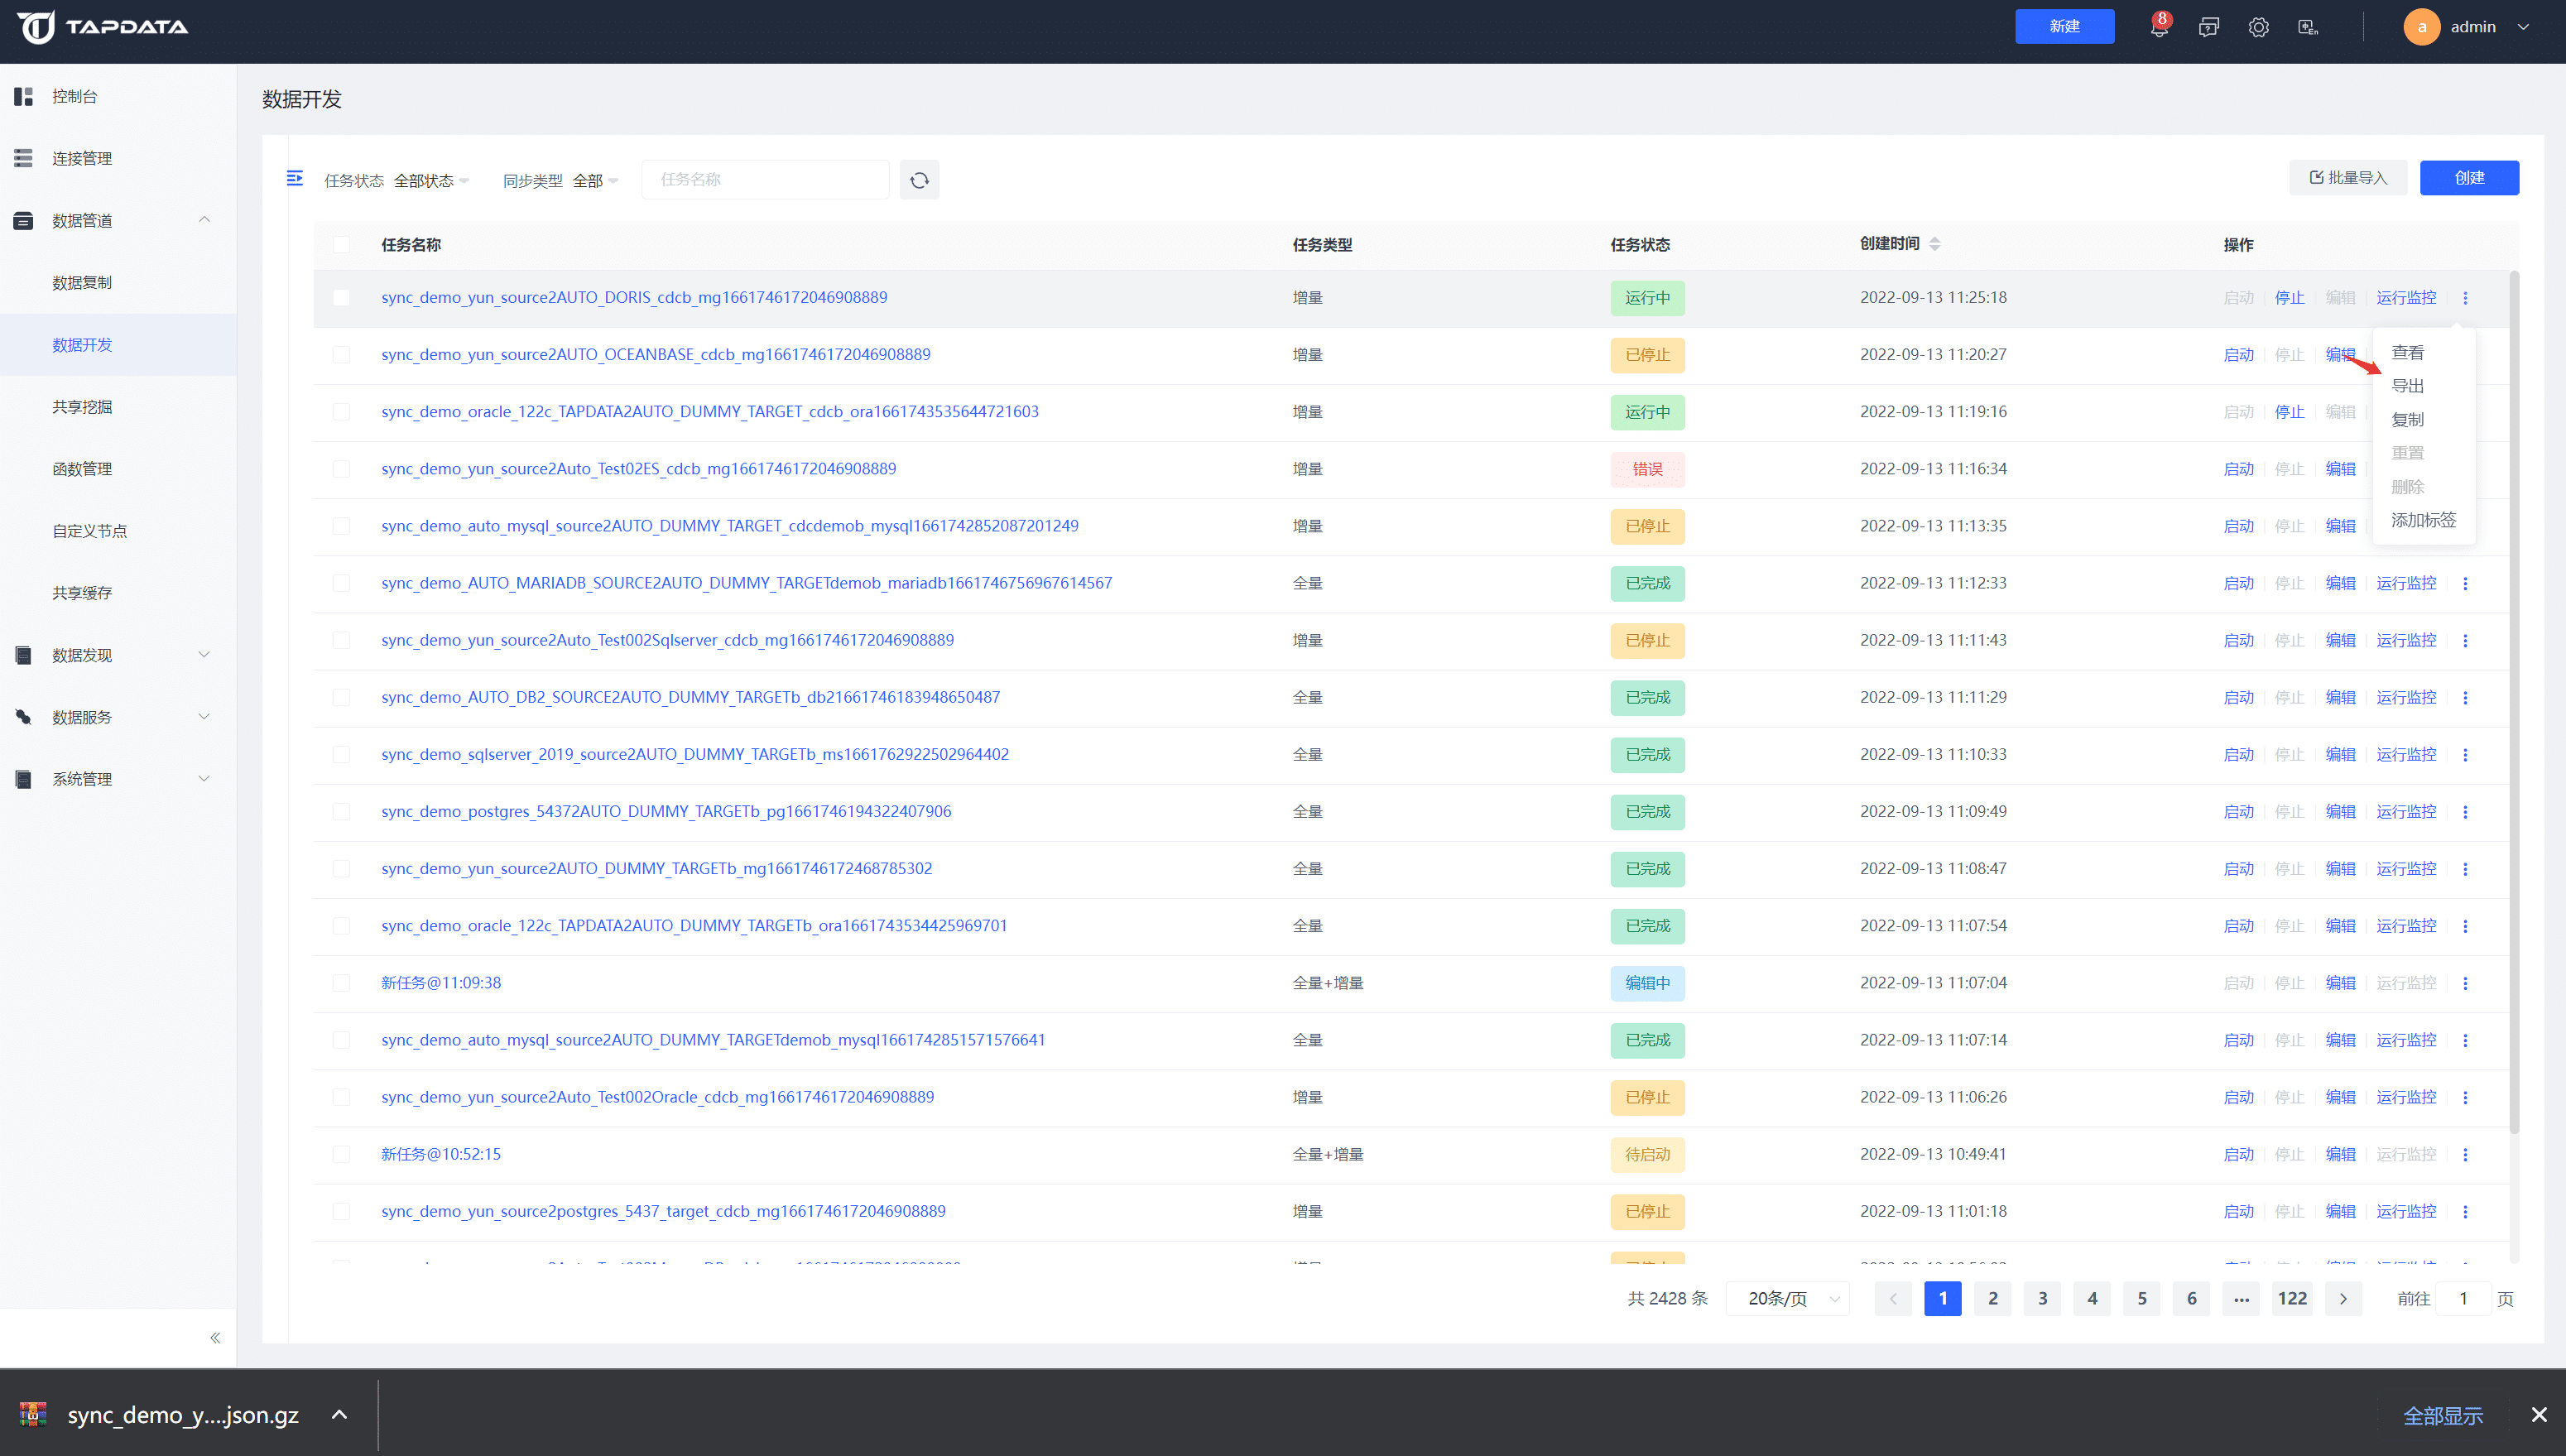 TAPDATA
新建
8
En
a
admin
控制台
连接管理
数据管道
数据复制
数据开发
共享挖掘
函数管理
自定义节点
共享缓存
数据发现
数据服务
系统管理
数据开发
任务状态 全部状态 同步类型 全部 任务名称
批量导入 创建
任务名称 任务类型 任务状态 创建时间 操作
sync_demo_yun_source2AUTO_DORIS_cdcb_mg1661746172046908889 增量 运行中 2022-09-13 11:25:18 启动 停止 编辑 运行监控
sync_demo_yun_source2AUTO_OCEANBASE_cdcb_mg1661746172046908889 增量 已停止 2022-09-13 11:20:27 启动 停止 编辑
sync_demo_oracle_122c_TAPDATA2AUTO_DUMMY_TARGET_cdcb_ora1661743535644721603 增量 运行中 2022-09-13 11:19:16 启动 停止 编辑
sync_demo_yun_source2Auto_Test02ES_cdcb_mg1661746172046908889 增量 错误 2022-09-13 11:16:34 启动 停止 编辑
sync_demo_auto_mysql_source2AUTO_DUMMY_TARGET_cdcdemob_mysql1661742852087201249 增量 已停止 2022-09-13 11:13:35 启动 停止 编辑
查看
导出
复制
重置
删除
添加标签
sync_demo_AUTO_MARIADB_SOURCE2AUTO_DUMMY_TARGETdemob_mariadb1661746756967614567 全量 已完成 2022-09-13 11:12:33 启动 停止 编辑 运行监控
sync_demo_yun_source2Auto_Test002Sqlserver_cdcb_mg1661746172046908889 增量 已停止 2022-09-13 11:11:43 启动 停止 编辑 运行监控
sync_demo_AUTO_DB2_SOURCE2AUTO_DUMMY_TARGETb_db21661746183948650487 全量 已完成 2022-09-13 11:11:29 启动 停止 编辑 运行监控
sync_demo_sqlserver_2019_source2AUTO_DUMMY_TARGETb_ms1661762922502964402 全量 已完成 2022-09-13 11:10:33 启动 停止 编辑 运行监控
sync_demo_postgres_54372AUTO_DUMMY_TARGETb_pg1661746194322407906 全量 已完成 2022-09-13 11:09:49 启动 停止 编辑 运行监控
sync_demo_yun_source2AUTO_DUMMY_TARGETb_mg1661746172468785302 全量 已完成 2022-09-13 11:08:47 启动 停止 编辑 运行监控
sync_demo_oracle_122c_TAPDATA2AUTO_DUMMY_TARGETb_ora1661743534425969701 全量 已完成 2022-09-13 11:07:54 启动 停止 编辑 运行监控
新任务@11:09:38 全量+增量 编辑中 2022-09-13 11:07:04 启动 停止 编辑 运行监控
sync_demo_auto_mysql_source2AUTO_DUMMY_TARGETdemob_mysql1661742851571576641 全量 已完成 2022-09-13 11:07:14 启动 停止 编辑 运行监控
sync_demo_yun_source2Auto_Test002Oracle_cdcb_mg1661746172046908889 增量 已停止 2022-09-13 11:06:26 启动 停止 编辑 运行监控
新任务@10:52:15 全量+增量 待启动 2022-09-13 10:49:41 启动 停止 编辑 运行监控
sync_demo_yun_source2postgres_5437_target_cdcb_mg1661746172046908889 增量 已停止 2022-09-13 11:01:18 启动 停止 编辑 运行监控
共 2428 条 20条/页 1 2 3 4 5 6 ... 122 前往 1 页
sync_demo_y....json.gz
全部显示